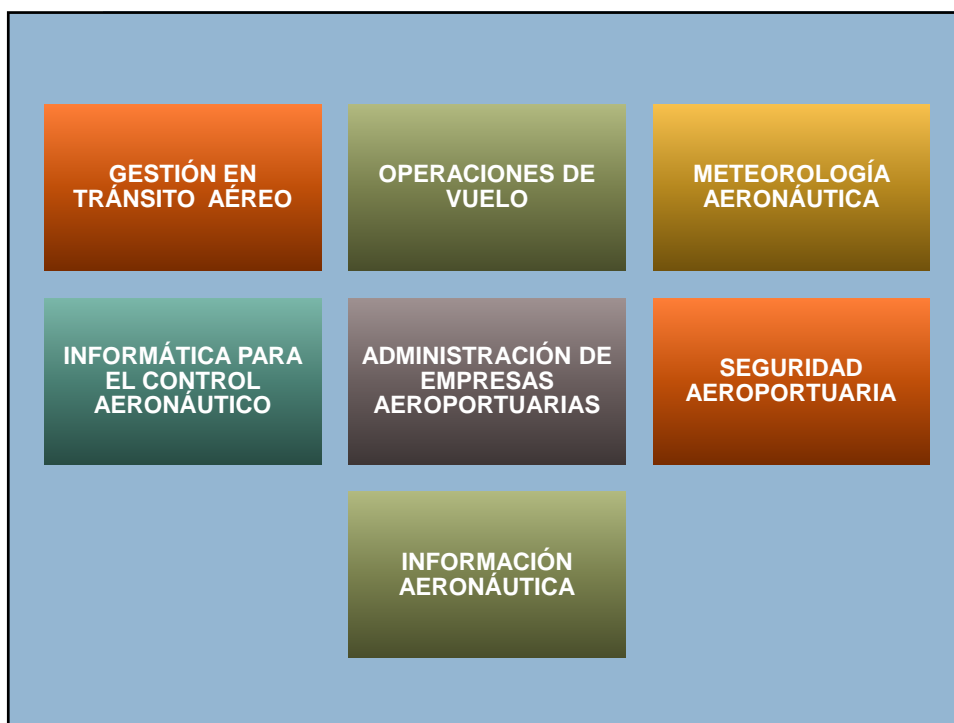 GESTIÓN EN
TRÁNSITO AÉREO
OPERACIONES DE
VUELO
METEOROLOGÍA
AERONÁUTICA
INFORMÁTICA PARA
EL CONTROL
AERONÁUTICO
ADMINISTRACIÓN DE
EMPRESAS
AEROPORTUARIAS
SEGURIDAD
AEROPORTUARIA
INFORMACIÓN
AERONÁUTICA